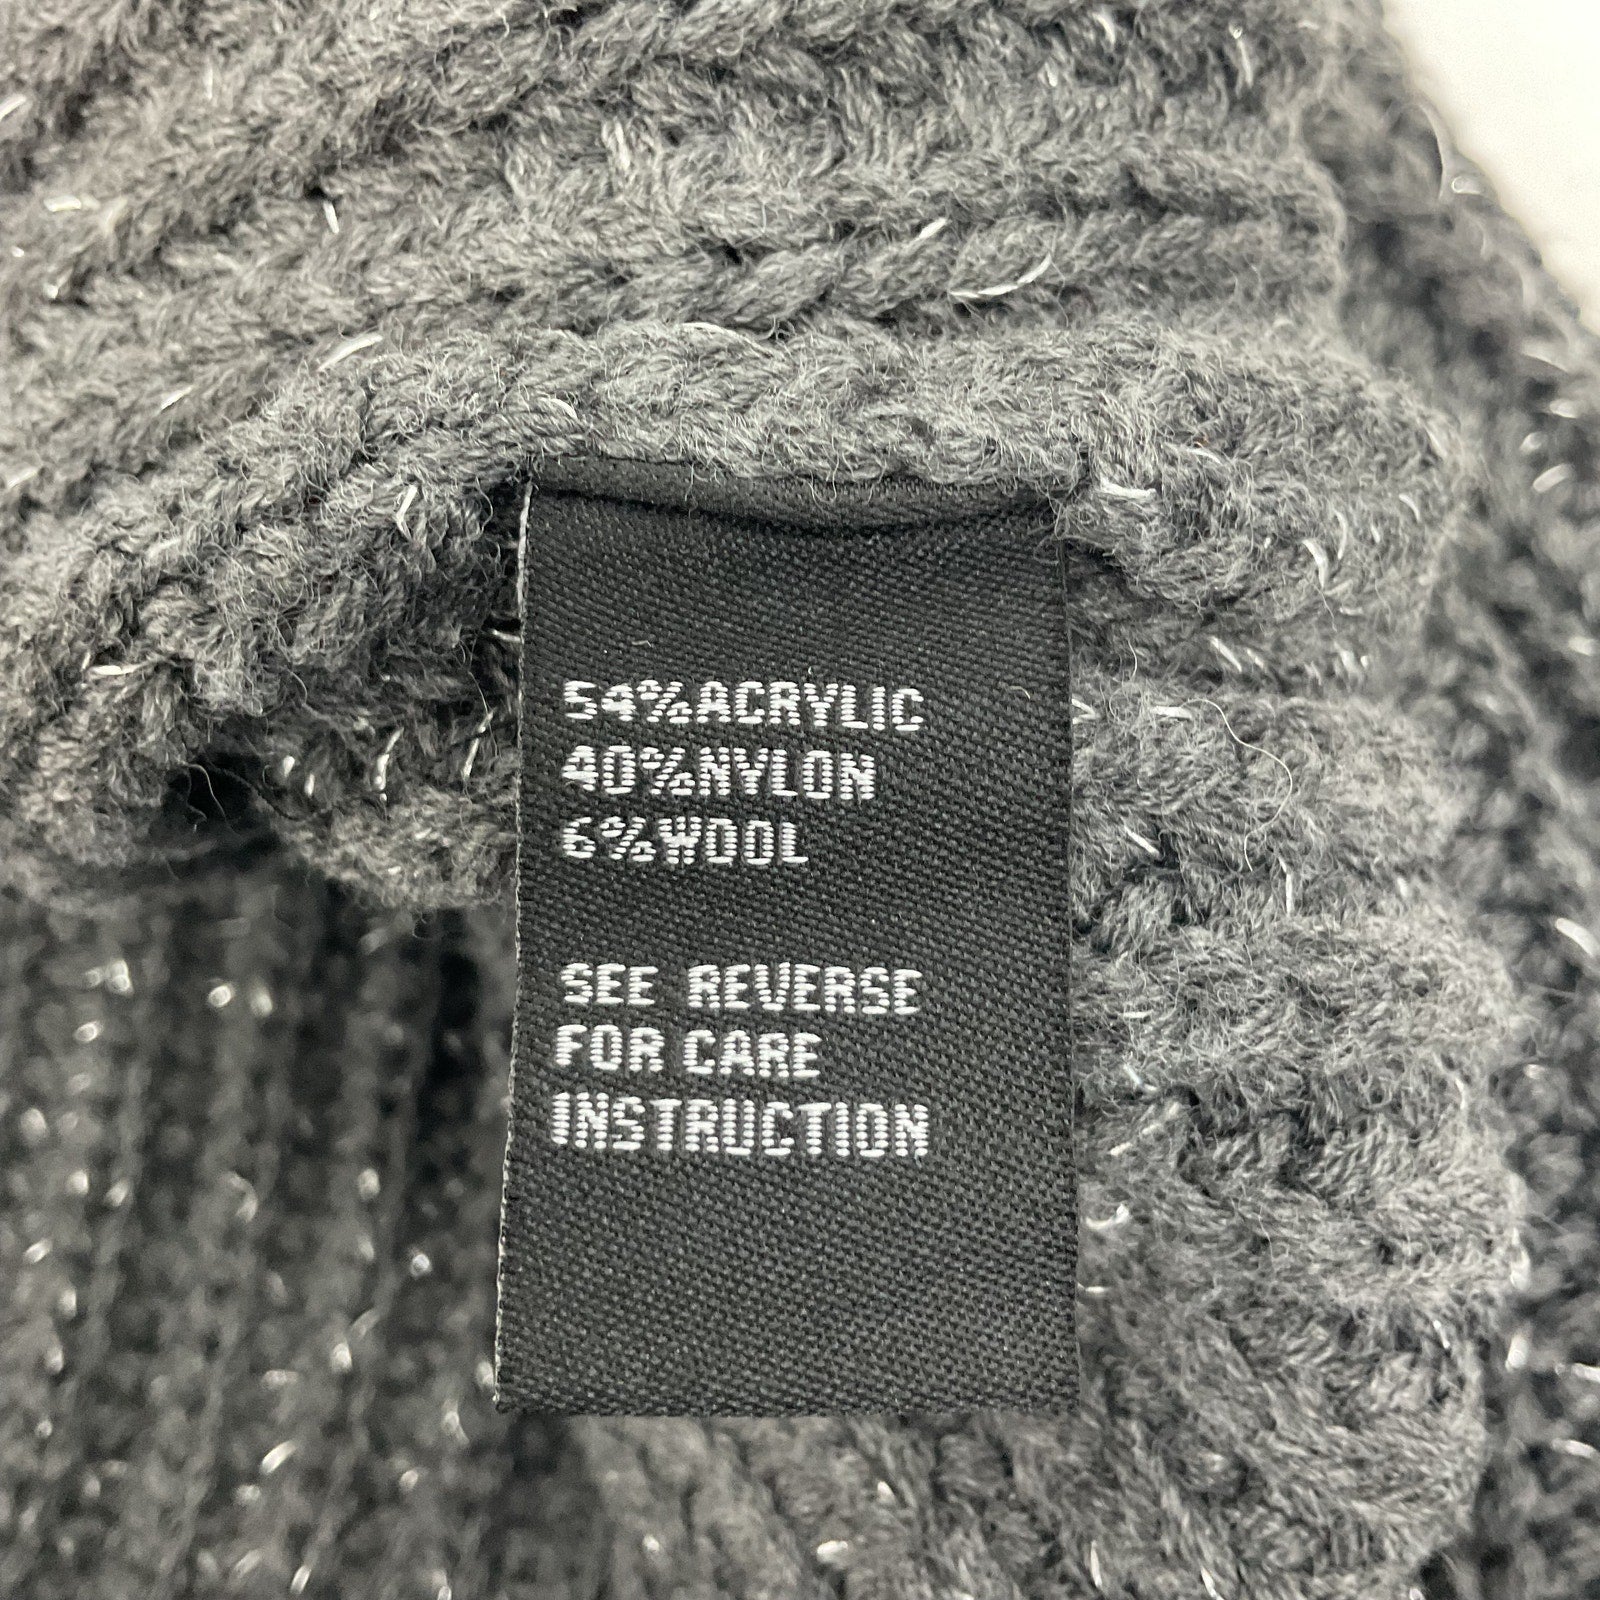 54%ACRYLIC
40%NYLON
6%WOOL
SEE REVERSE
FOR CARE
INSTRUCTION